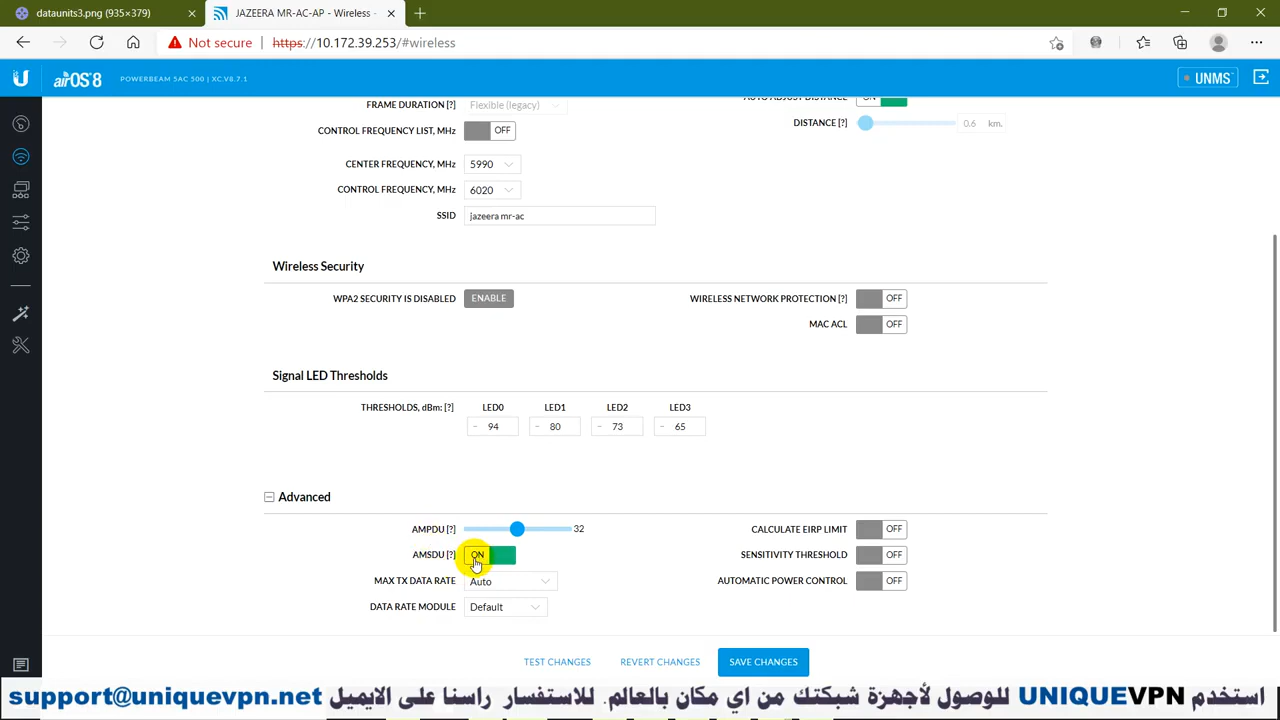 dataunits3.png (935×379)
JAZEERA MR-AC-AP - Wireless -
Not secure
https://10.172.39.253/#wireless
U airOS 8 POWERBEAM 5AC 500 | XC.V8.7.1
UNMS
FRAME DURATION [?] Flexible (legacy)
AUTO ADJUST DISTANCE ON
CONTROL FREQUENCY LIST, MHz OFF
DISTANCE [?] 0.6 km.
CENTER FREQUENCY, MHz 5990
CONTROL FREQUENCY, MHz 6020
SSID jazeera mr-ac
Wireless Security
WPA2 SECURITY IS DISABLED ENABLE
WIRELESS NETWORK PROTECTION [?] OFF
MAC ACL OFF
Signal LED Thresholds
LED0 LED1 LED2 LED3
THRESHOLDS, dBm: [?] - 94 - 80 - 73 - 65
Advanced
AMPDU [?] 32
CALCULATE EIRP LIMIT OFF
AMSDU [?] ON
SENSITIVITY THRESHOLD OFF
MAX TX DATA RATE Auto
AUTOMATIC POWER CONTROL OFF
DATA RATE MODULE Default
TEST CHANGES REVERT CHANGES SAVE CHANGES
استخدم UNIQUEVPN للوصول لأجهزة شبكتك من اي مكان بالعالم. للاستفسار راسنا على الايميل support@uniquevpn.net